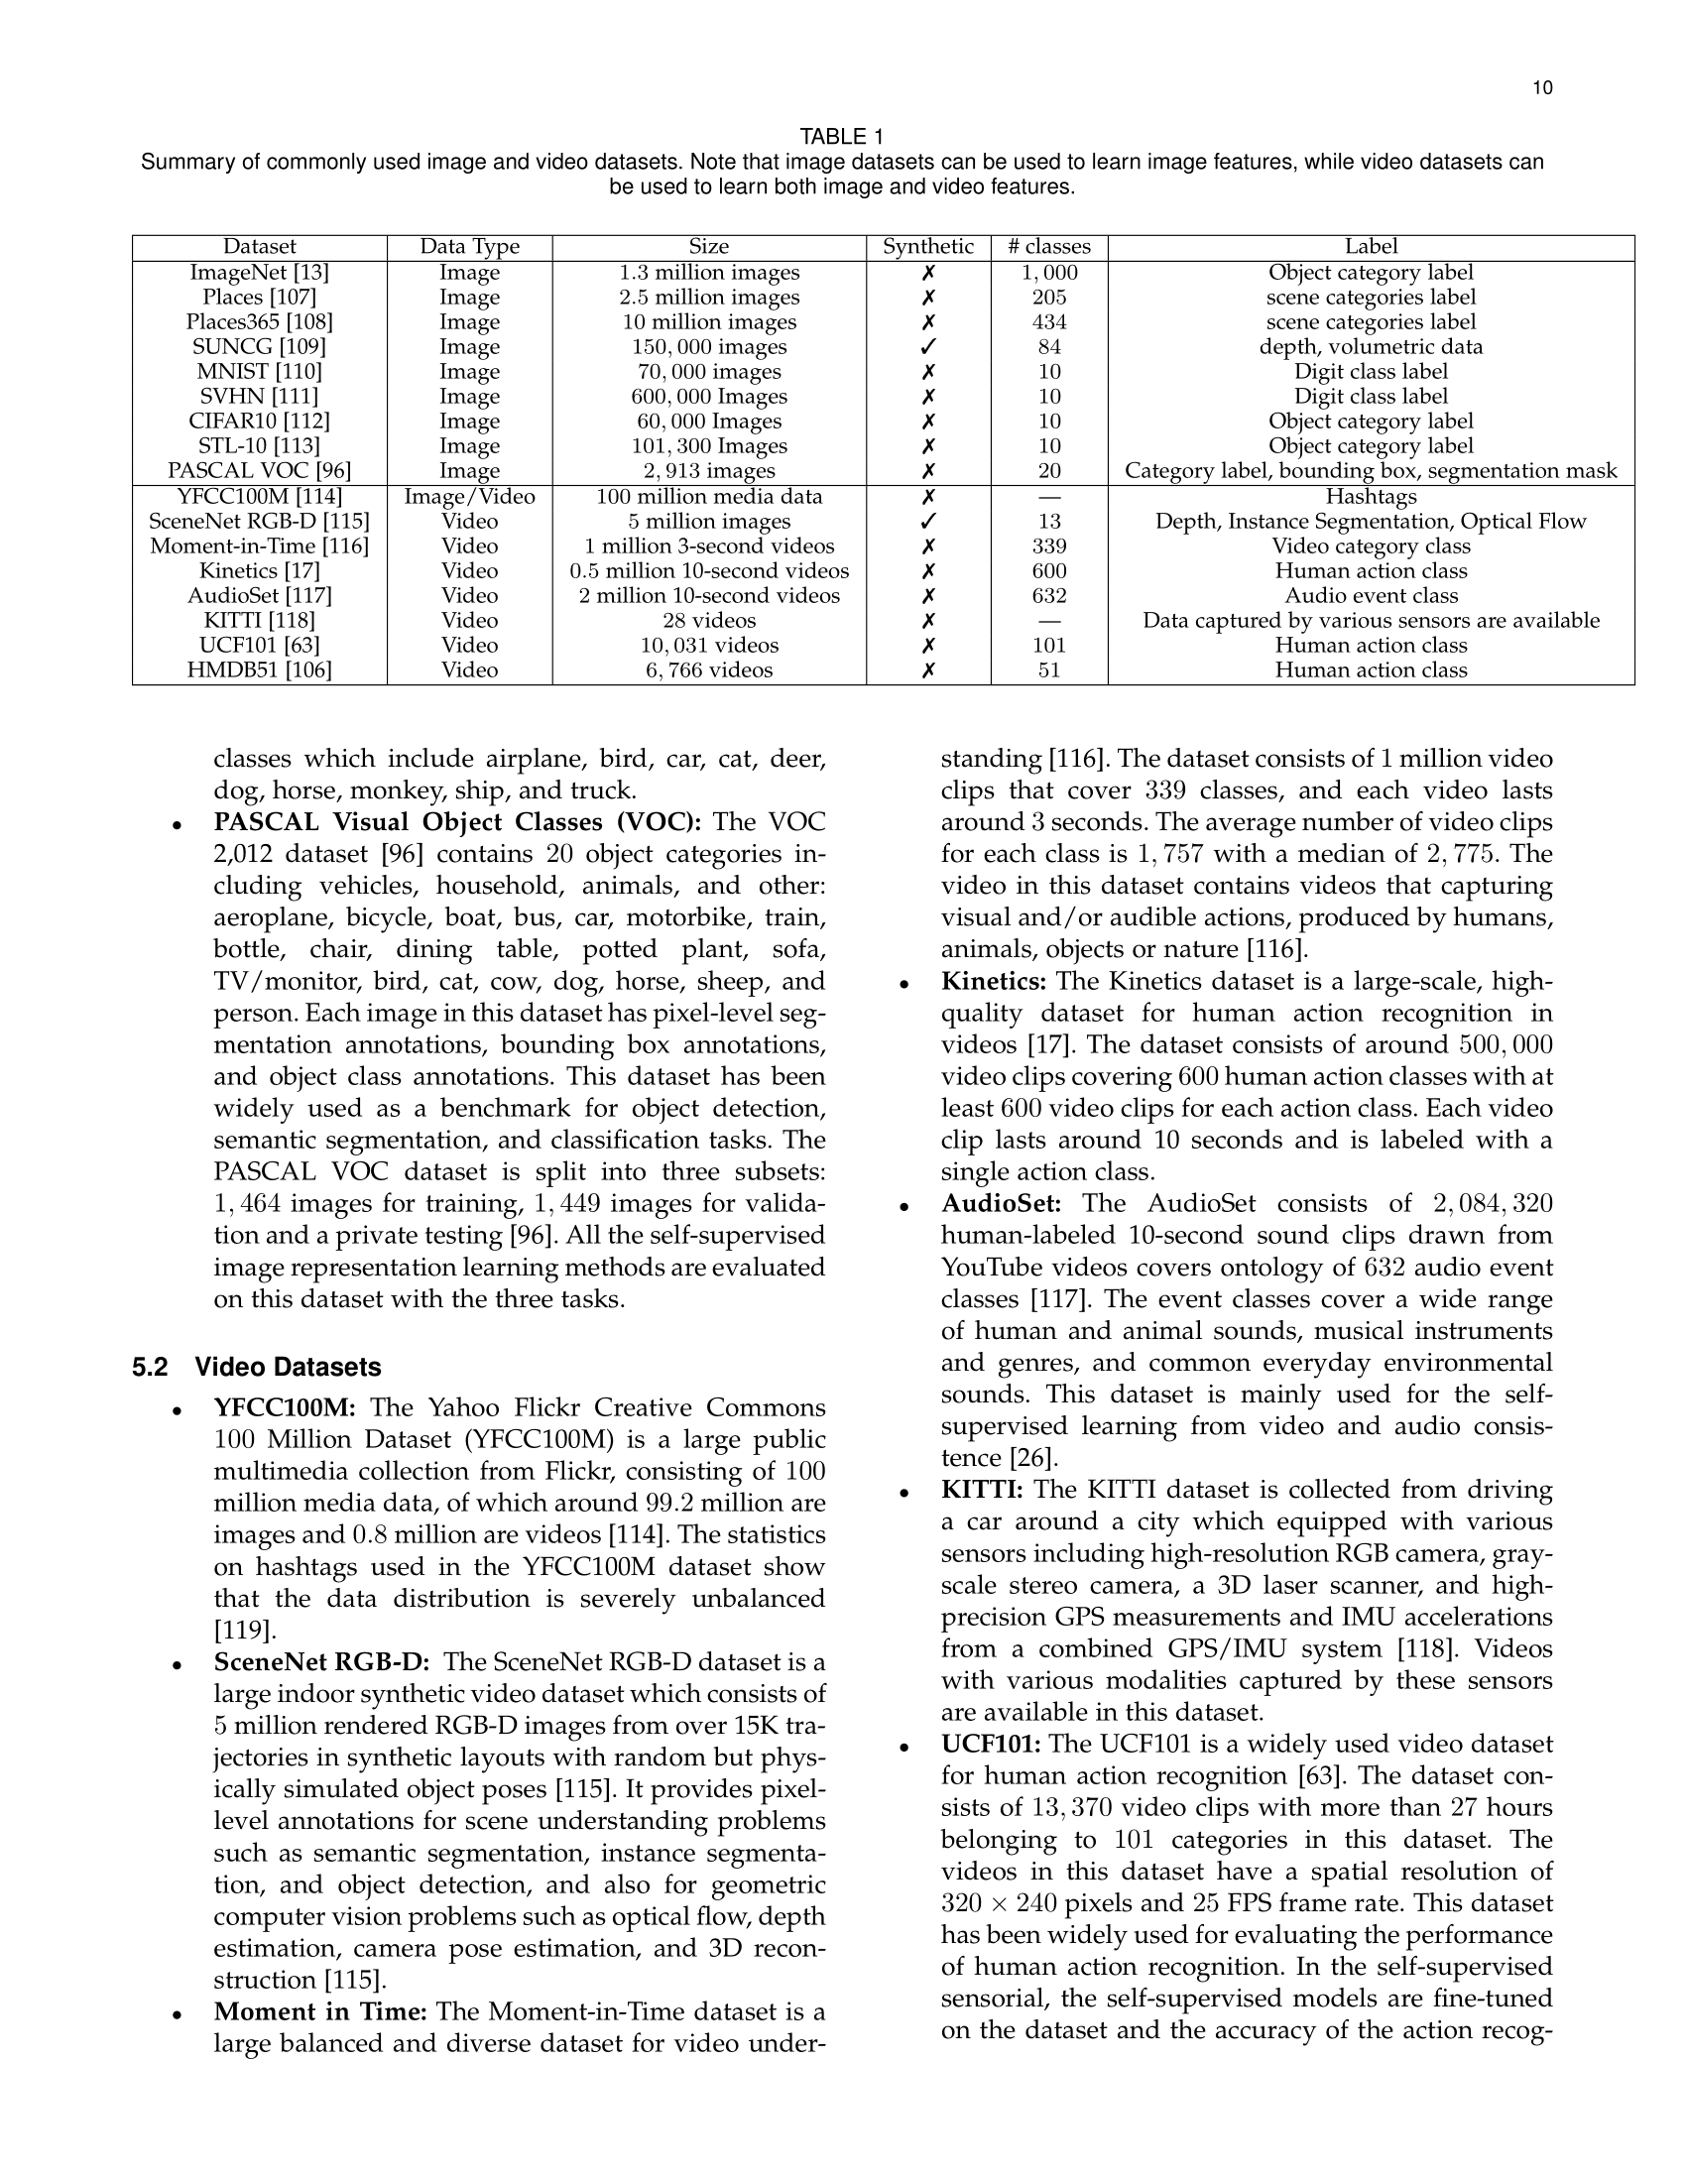 10
TABLE 1
Summary of commonly used image and video datasets. Note that image datasets can be used to learn image features, while video datasets can
be used to learn both image and video features.
Dataset Data Type Size Synthetic # classes Label
ImageNet [13] Image 1.3 million images ✗ 1,000 Object category label
Places [107] Image 2.5 million images ✗ 205 scene categories label
Places365 [108] Image 10 million images ✗ 434 scene categories label
SUNCG [109] Image 150,000 images ✓ 84 depth, volumetric data
MNIST [110] Image 70,000 images ✗ 10 Digit class label
SVHN [111] Image 600,000 Images ✗ 10 Digit class label
CIFAR10 [112] Image 60,000 Images ✗ 10 Object category label
STL-10 [113] Image 101,300 Images ✗ 10 Object category label
PASCAL VOC [96] Image 2,913 images ✗ 20 Category label, bounding box, segmentation mask
YFCC100M [114] Image/Video 100 million media data ✗ — Hashtags
SceneNet RGB-D [115] Video 5 million images ✓ 13 Depth, Instance Segmentation, Optical Flow
Moment-in-Time [116] Video 1 million 3-second videos ✗ 339 Video category class
Kinetics [17] Video 0.5 million 10-second videos ✗ 600 Human action class
AudioSet [117] Video 2 million 10-second videos ✗ 632 Audio event class
KITTI [118] Video 28 videos ✗ — Data captured by various sensors are available
UCF101 [63] Video 10,031 videos ✗ 101 Human action class
HMDB51 [106] Video 6,766 videos ✗ 51 Human action class
classes which include airplane, bird, car, cat, deer,
dog, horse, monkey, ship, and truck.
• PASCAL Visual Object Classes (VOC): The VOC
2,012 dataset [96] contains 20 object categories in-
cluding vehicles, household, animals, and other:
aeroplane, bicycle, boat, bus, car, motorbike, train,
bottle, chair, dining table, potted plant, sofa,
TV/monitor, bird, cat, cow, dog, horse, sheep, and
person. Each image in this dataset has pixel-level seg-
mentation annotations, bounding box annotations,
and object class annotations. This dataset has been
widely used as a benchmark for object detection,
semantic segmentation, and classification tasks. The
PASCAL VOC dataset is split into three subsets:
1,464 images for training, 1,449 images for valida-
tion and a private testing [96]. All the self-supervised
image representation learning methods are evaluated
on this dataset with the three tasks.
5.2 Video Datasets
• YFCC100M: The Yahoo Flickr Creative Commons
100 Million Dataset (YFCC100M) is a large public
multimedia collection from Flickr, consisting of 100
million media data, of which around 99.2 million are
images and 0.8 million are videos [114]. The statistics
on hashtags used in the YFCC100M dataset show
that the data distribution is severely unbalanced
[119].
• SceneNet RGB-D: The SceneNet RGB-D dataset is a
large indoor synthetic video dataset which consists of
5 million rendered RGB-D images from over 15K tra-
jectories in synthetic layouts with random but phys-
ically simulated object poses [115]. It provides pixel-
level annotations for scene understanding problems
such as semantic segmentation, instance segmenta-
tion, and object detection, and also for geometric
computer vision problems such as optical flow, depth
estimation, camera pose estimation, and 3D recon-
struction [115].
• Moment in Time: The Moment-in-Time dataset is a
large balanced and diverse dataset for video under-
standing [116]. The dataset consists of 1 million video
clips that cover 339 classes, and each video lasts
around 3 seconds. The average number of video clips
for each class is 1,757 with a median of 2,775. The
video in this dataset contains videos that capturing
visual and/or audible actions, produced by humans,
animals, objects or nature [116].
• Kinetics: The Kinetics dataset is a large-scale, high-
quality dataset for human action recognition in
videos [17]. The dataset consists of around 500,000
video clips covering 600 human action classes with at
least 600 video clips for each action class. Each video
clip lasts around 10 seconds and is labeled with a
single action class.
• AudioSet: The AudioSet consists of 2,084,320
human-labeled 10-second sound clips drawn from
YouTube videos covers ontology of 632 audio event
classes [117]. The event classes cover a wide range
of human and animal sounds, musical instruments
and genres, and common everyday environmental
sounds. This dataset is mainly used for the self-
supervised learning from video and audio consis-
tence [26].
• KITTI: The KITTI dataset is collected from driving
a car around a city which equipped with various
sensors including high-resolution RGB camera, gray-
scale stereo camera, a 3D laser scanner, and high-
precision GPS measurements and IMU accelerations
from a combined GPS/IMU system [118]. Videos
with various modalities captured by these sensors
are available in this dataset.
• UCF101: The UCF101 is a widely used video dataset
for human action recognition [63]. The dataset con-
sists of 13,370 video clips with more than 27 hours
belonging to 101 categories in this dataset. The
videos in this dataset have a spatial resolution of
320 × 240 pixels and 25 FPS frame rate. This dataset
has been widely used for evaluating the performance
of human action recognition. In the self-supervised
sensorial, the self-supervised models are fine-tuned
on the dataset and the accuracy of the action recog-